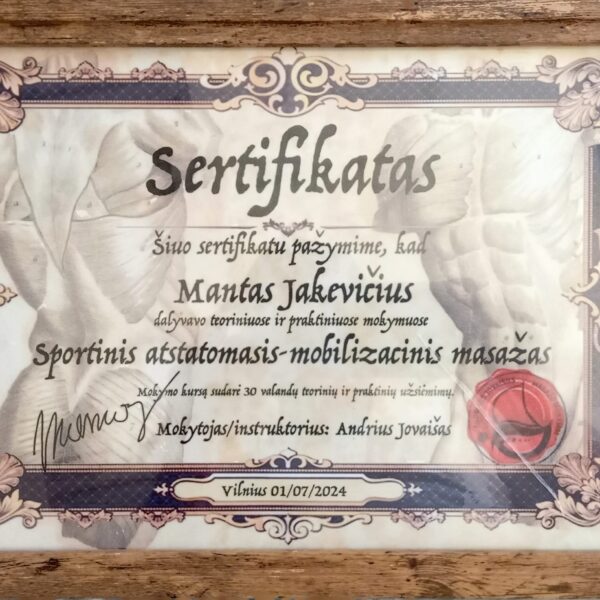 Sertifikatas
Šiuo sertifikatu pažymime, kad
Mantas Jakevičius
dalyvavo teoriniuose ir praktiniuose mokymuose
Sportinis atstatomasis-mobilizacinis masažas
Mokymo kursą sudarė 30 valandų teorinių ir praktinių užsiėmimų.
Mokytojas/instruktorius: Andrius Jovaišas
Vilnius 01/07/2024